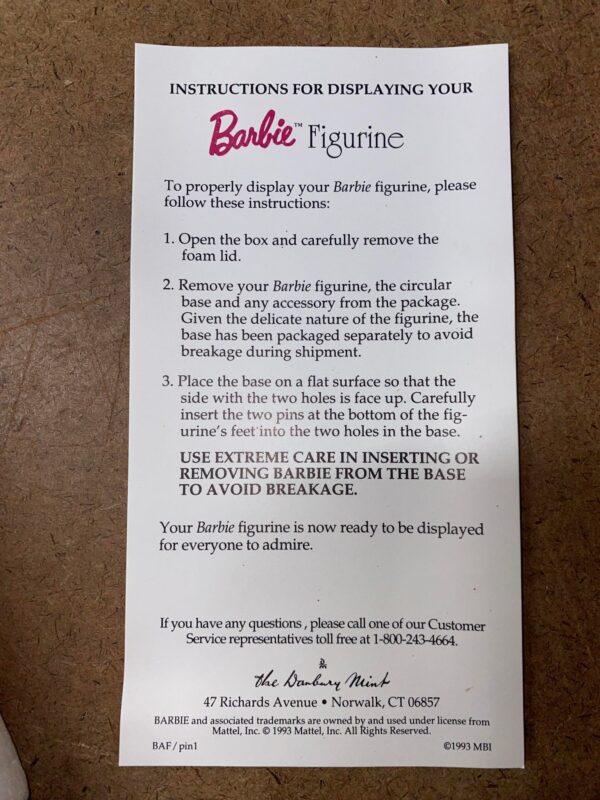 INSTRUCTIONS FOR DISPLAYING YOUR
Barbie™ Figurine
To properly display your Barbie figurine, please
follow these instructions:
1. Open the box and carefully remove the
foam lid.
2. Remove your Barbie figurine, the circular
base and any accessory from the package.
Given the delicate nature of the figurine, the
base has been packaged separately to avoid
breakage during shipment.
3. Place the base on a flat surface so that the
side with the two holes is face up. Carefully
insert the two pins at the bottom of the fig-
urine's feet into the two holes in the base.
USE EXTREME CARE IN INSERTING OR
REMOVING BARBIE FROM THE BASE
TO AVOID BREAKAGE.
Your Barbie figurine is now ready to be displayed
for everyone to admire.
If you have any questions , please call one of our Customer
Service representatives toll free at 1-800-243-4664.
The Danbury Mint
47 Richards Avenue • Norwalk, CT 06857
BARBIE and associated trademarks are owned by and used under license from
Mattel, Inc. © 1993 Mattel, Inc. All Rights Reserved.
BAF/pin1 ©1993 MBI